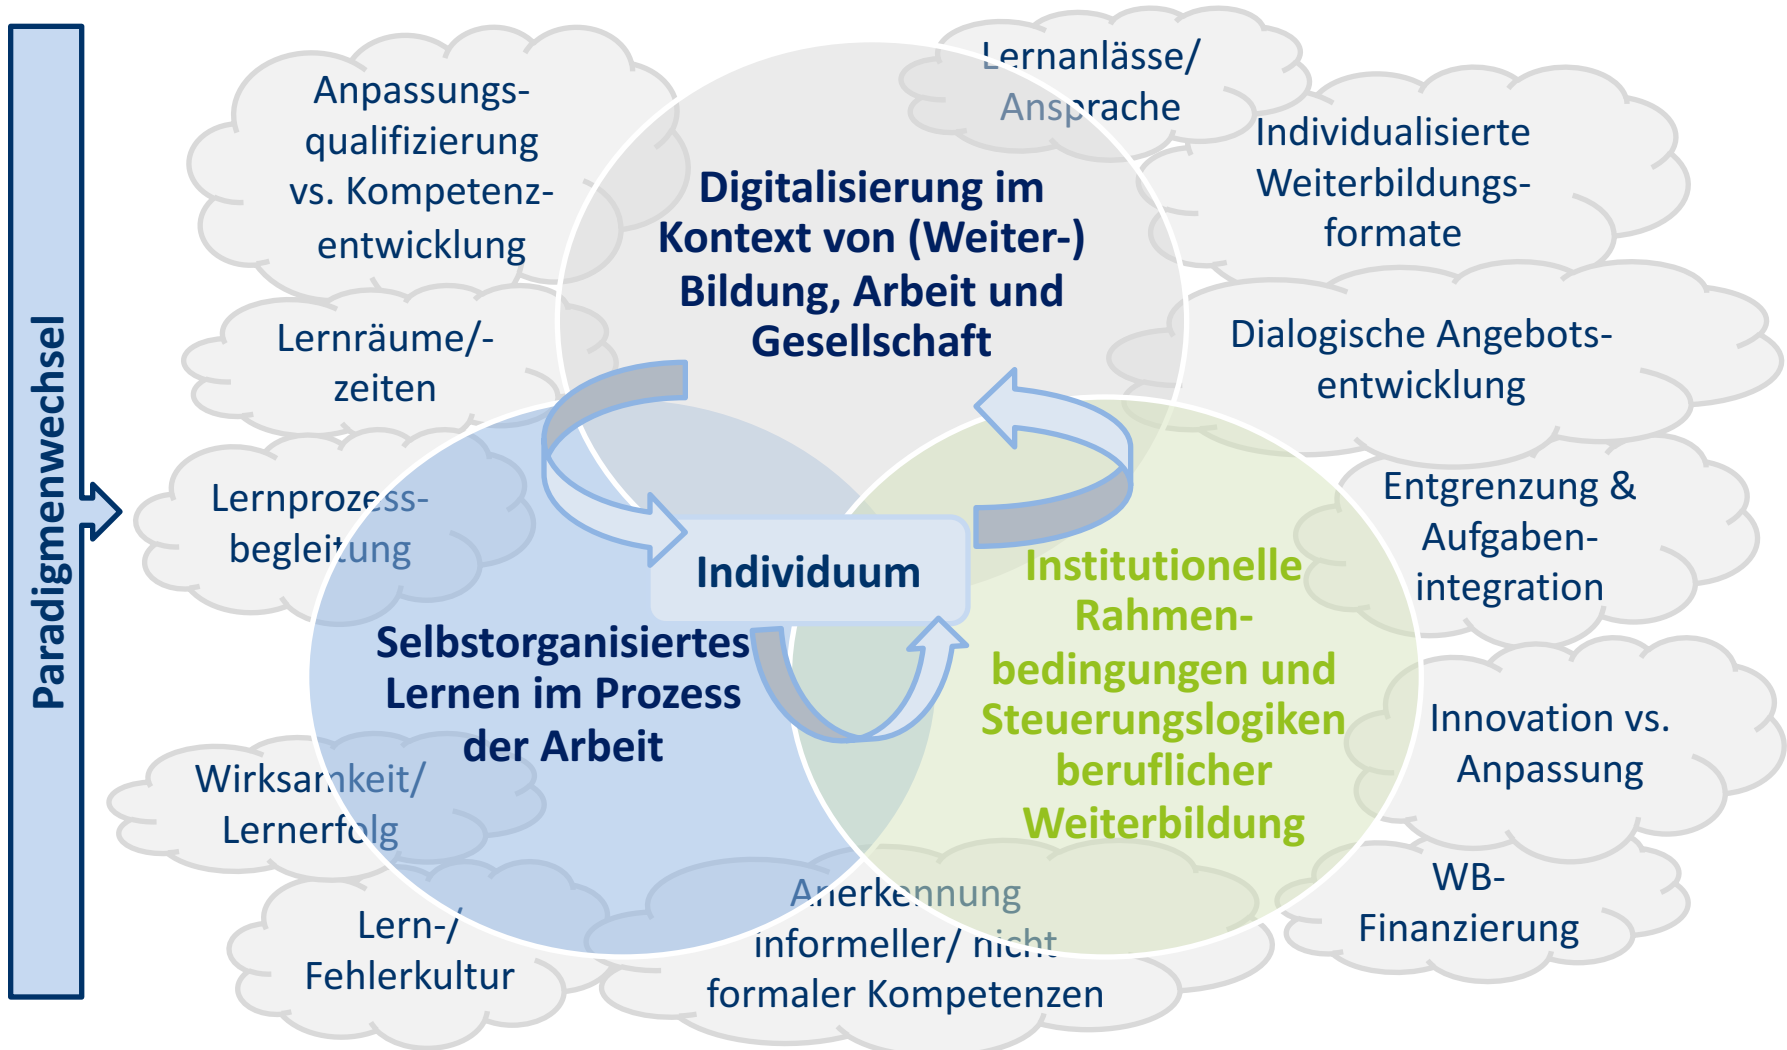 Paradigmenwechsel
Anpassungs-
qualifizierung
vs. Kompetenz-
entwicklung
Lernräume/-
zeiten
Lernprozess-
begleitung
Wirksamkeit/
Lernerfolg
Lern-/
Fehlerkultur
Digitalisierung im
Kontext von (Weiter-)
Bildung, Arbeit und
Gesellschaft
Individuum
Selbstorganisiertes
Lernen im Prozess
der Arbeit
Institutionelle
Rahmen-
bedingungen und
Steuerungslogiken
beruflicher
Weiterbildung
Anerkennung
informeller/ nicht
formaler Kompetenzen
Lernanlässe/
Ansprache
Individualisierte
Weiterbildungs-
formate
Dialogische Angebots-
entwicklung
Entgrenzung &
Aufgaben-
integration
Innovation vs.
Anpassung
WB-
Finanzierung